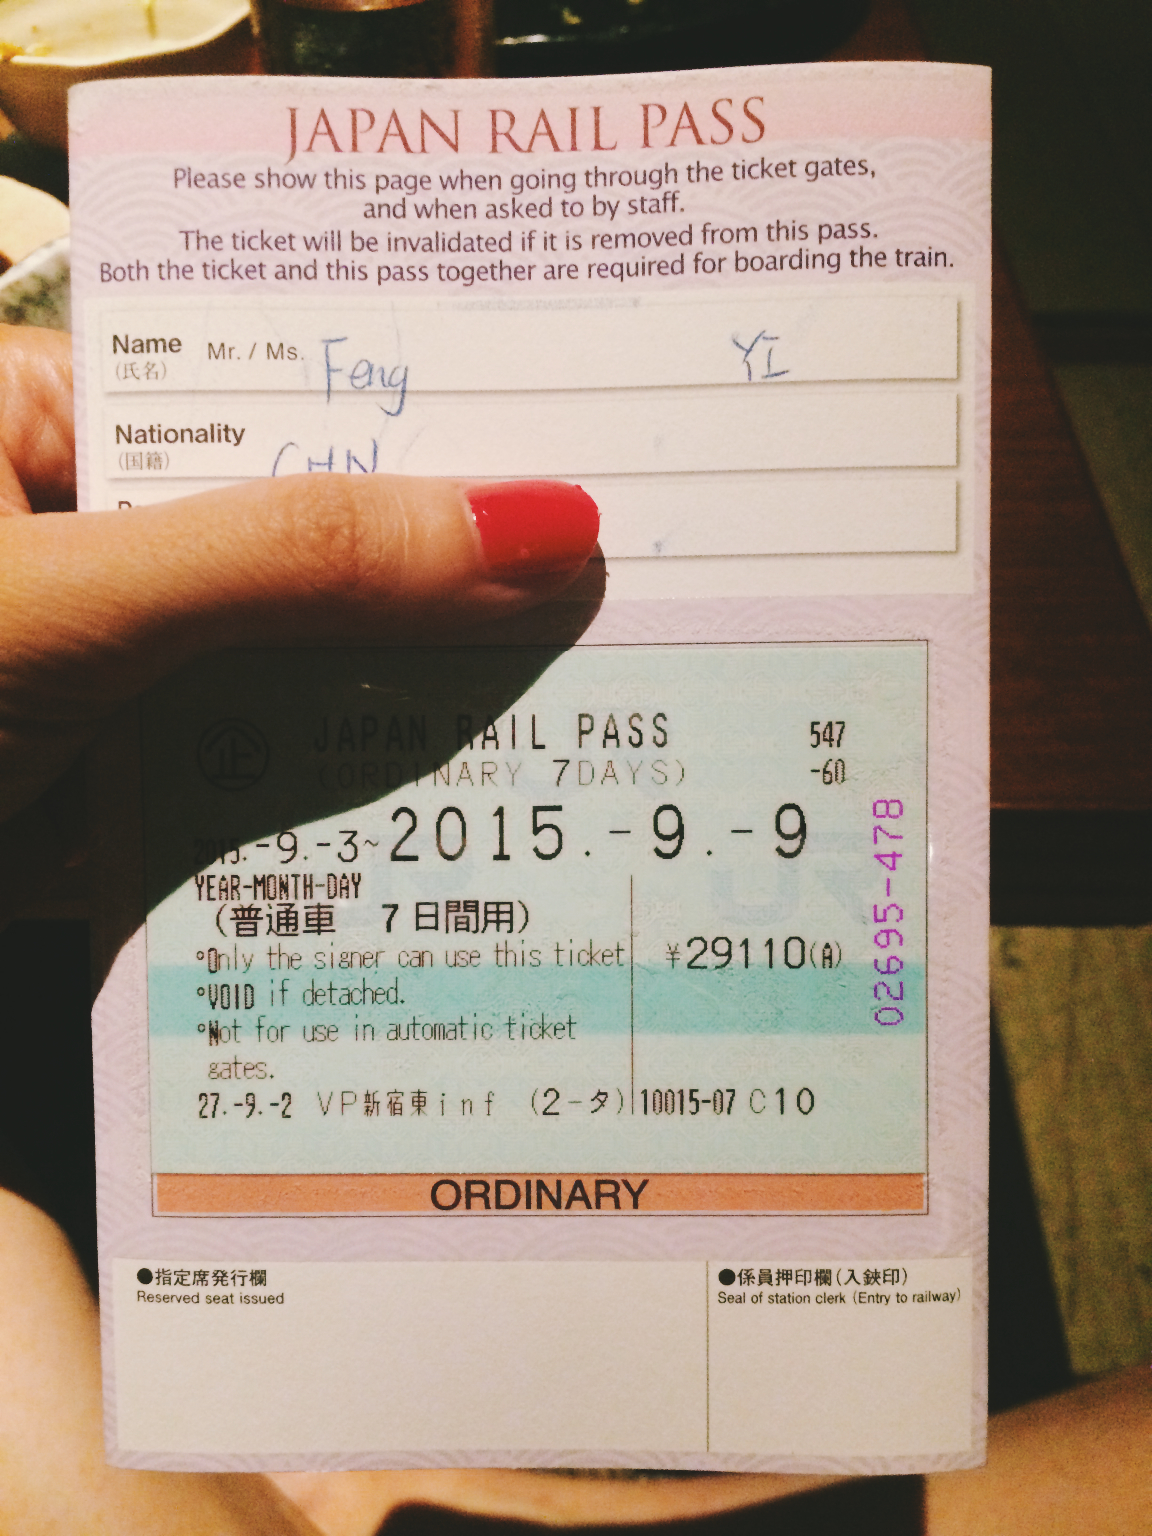 JAPAN RAIL PASS
Please show this page when going through the ticket gates,
and when asked to by staff.
The ticket will be invalidated if it is removed from this pass.
Both the ticket and this pass together are required for boarding the train.
Name Mr. / Ms. Feng YI
(氏名)
Nationality
(国籍) CHN
企 JAPAN RAIL PASS 547
(ORDINARY 7DAYS) -60
2015.-9.-3~2015.-9.-9
YEAR-MONTH-DAY
(普通車 7日間用)
°Only the signer can use this ticket ¥29110(A)
°VOID if detached.
°Not for use in automatic ticket
gates.
27.-9.-2 VP新宿東inf (2-タ) 10015-07 C10
02695-478
ORDINARY
●指定席発行欄
Reserved seat issued
●係員押印欄(入鋏印)
Seal of station clerk (Entry to railway)